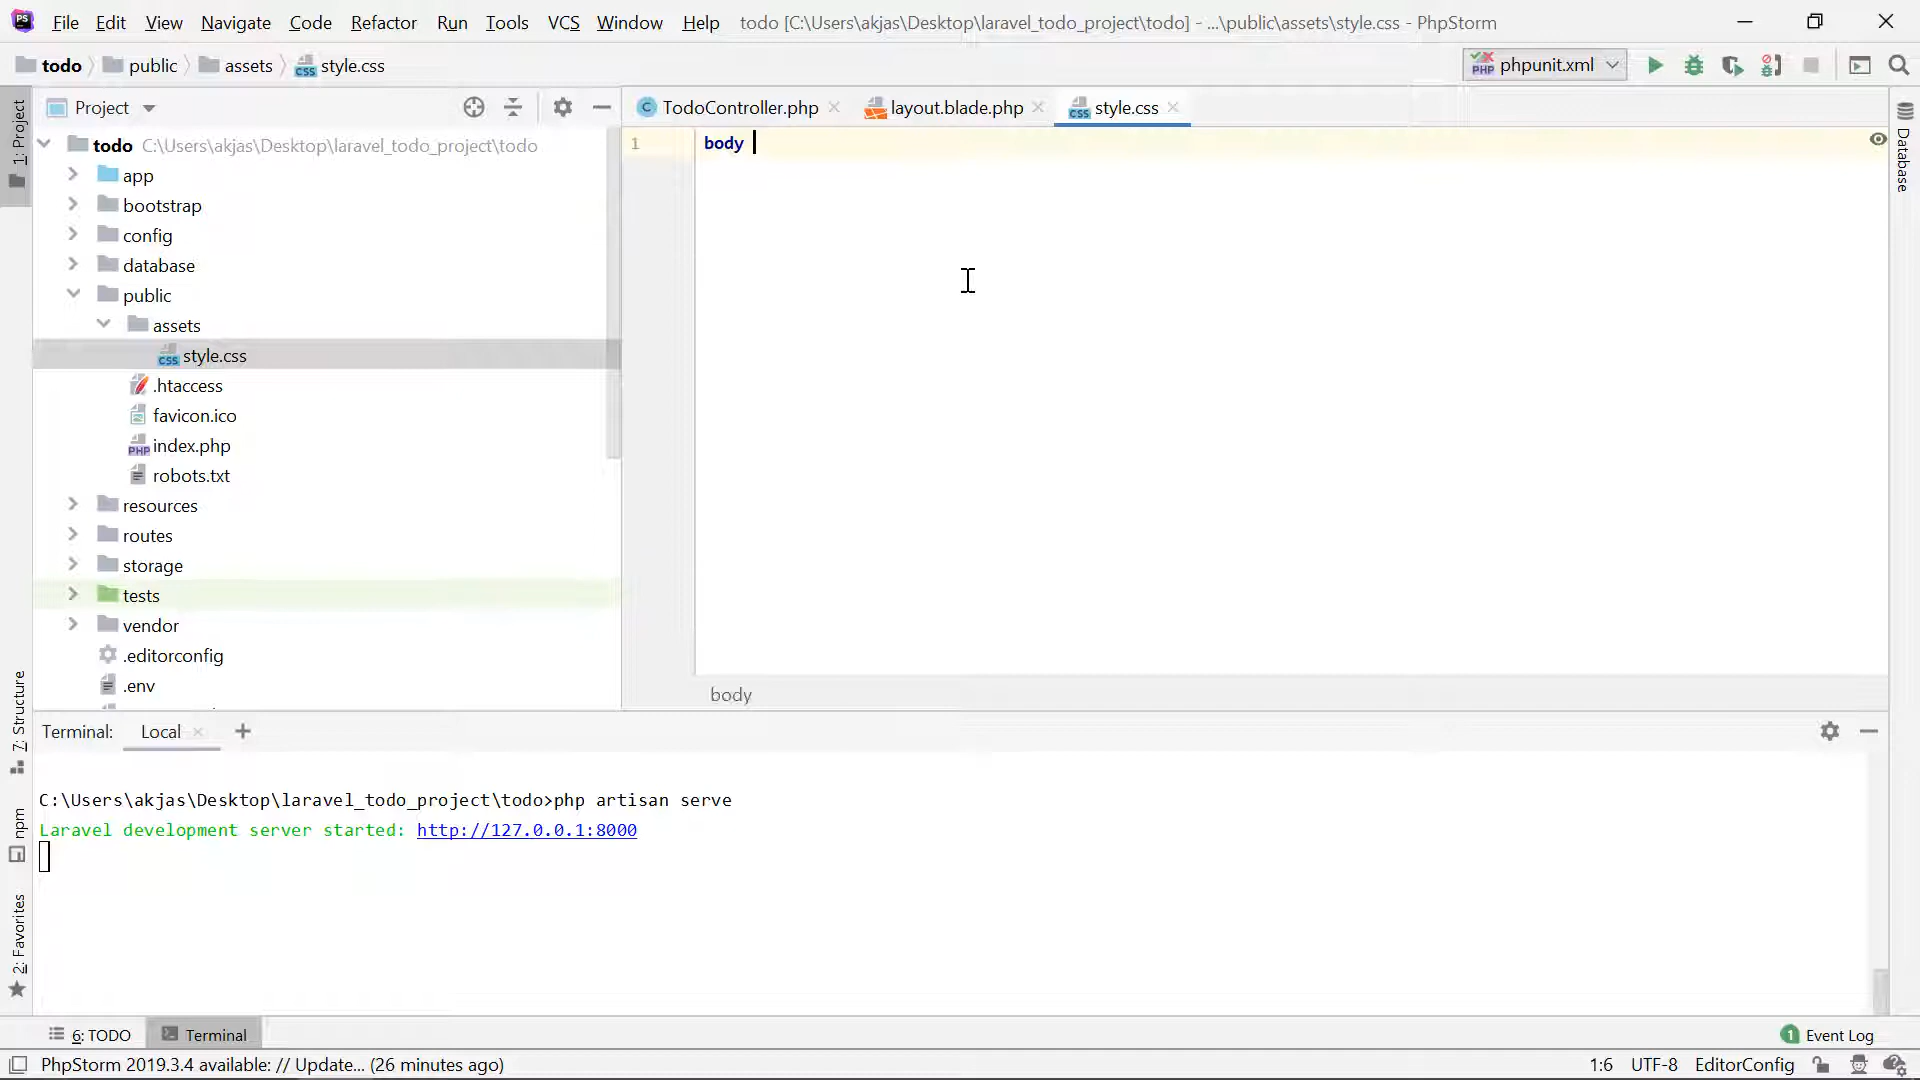 File Edit View Navigate Code Refactor Run Tools VCS Window Help todo [C:\Users\akjas\Desktop\laravel_todo_project\todo] - ...\public\assets\style.css - PhpStorm
todo public assets style.css
phpunit.xml
1: Project
Project
TodoController.php
layout.blade.php
style.css
todo C:\Users\akjas\Desktop\laravel_todo_project\todo
app
bootstrap
config
database
public
assets
style.css
.htaccess
favicon.ico
index.php
robots.txt
resources
routes
storage
tests
vendor
.editorconfig
.env
1 body
body
Database
7: Structure
npm
2: Favorites
Terminal: Local
C:\Users\akjas\Desktop\laravel_todo_project\todo>php artisan serve
Laravel development server started: http://127.0.0.1:8000
6: TODO
Terminal
1 Event Log
PhpStorm 2019.3.4 available: // Update... (26 minutes ago)
1:6 UTF-8 EditorConfig